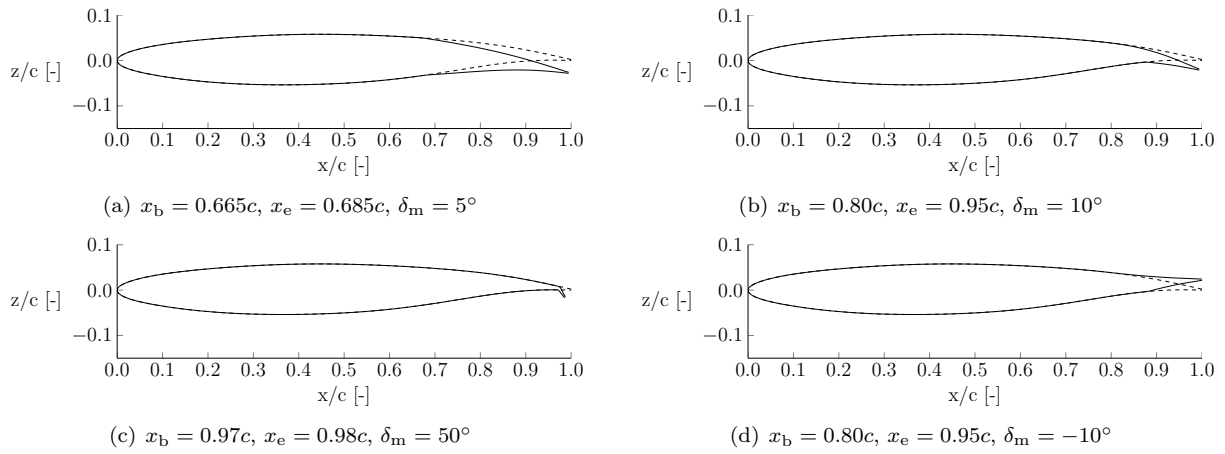 0.1
0.0
−0.1
z/c [-]
0.0 0.1 0.2 0.3 0.4 0.5 0.6 0.7 0.8 0.9 1.0
x/c [-]
(a) x_b = 0.665c, x_e = 0.685c, δ_m = 5°
0.1
0.0
−0.1
z/c [-]
0.0 0.1 0.2 0.3 0.4 0.5 0.6 0.7 0.8 0.9 1.0
x/c [-]
(b) x_b = 0.80c, x_e = 0.95c, δ_m = 10°
0.1
0.0
−0.1
z/c [-]
0.0 0.1 0.2 0.3 0.4 0.5 0.6 0.7 0.8 0.9 1.0
x/c [-]
(c) x_b = 0.97c, x_e = 0.98c, δ_m = 50°
0.1
0.0
−0.1
z/c [-]
0.0 0.1 0.2 0.3 0.4 0.5 0.6 0.7 0.8 0.9 1.0
x/c [-]
(d) x_b = 0.80c, x_e = 0.95c, δ_m = −10°